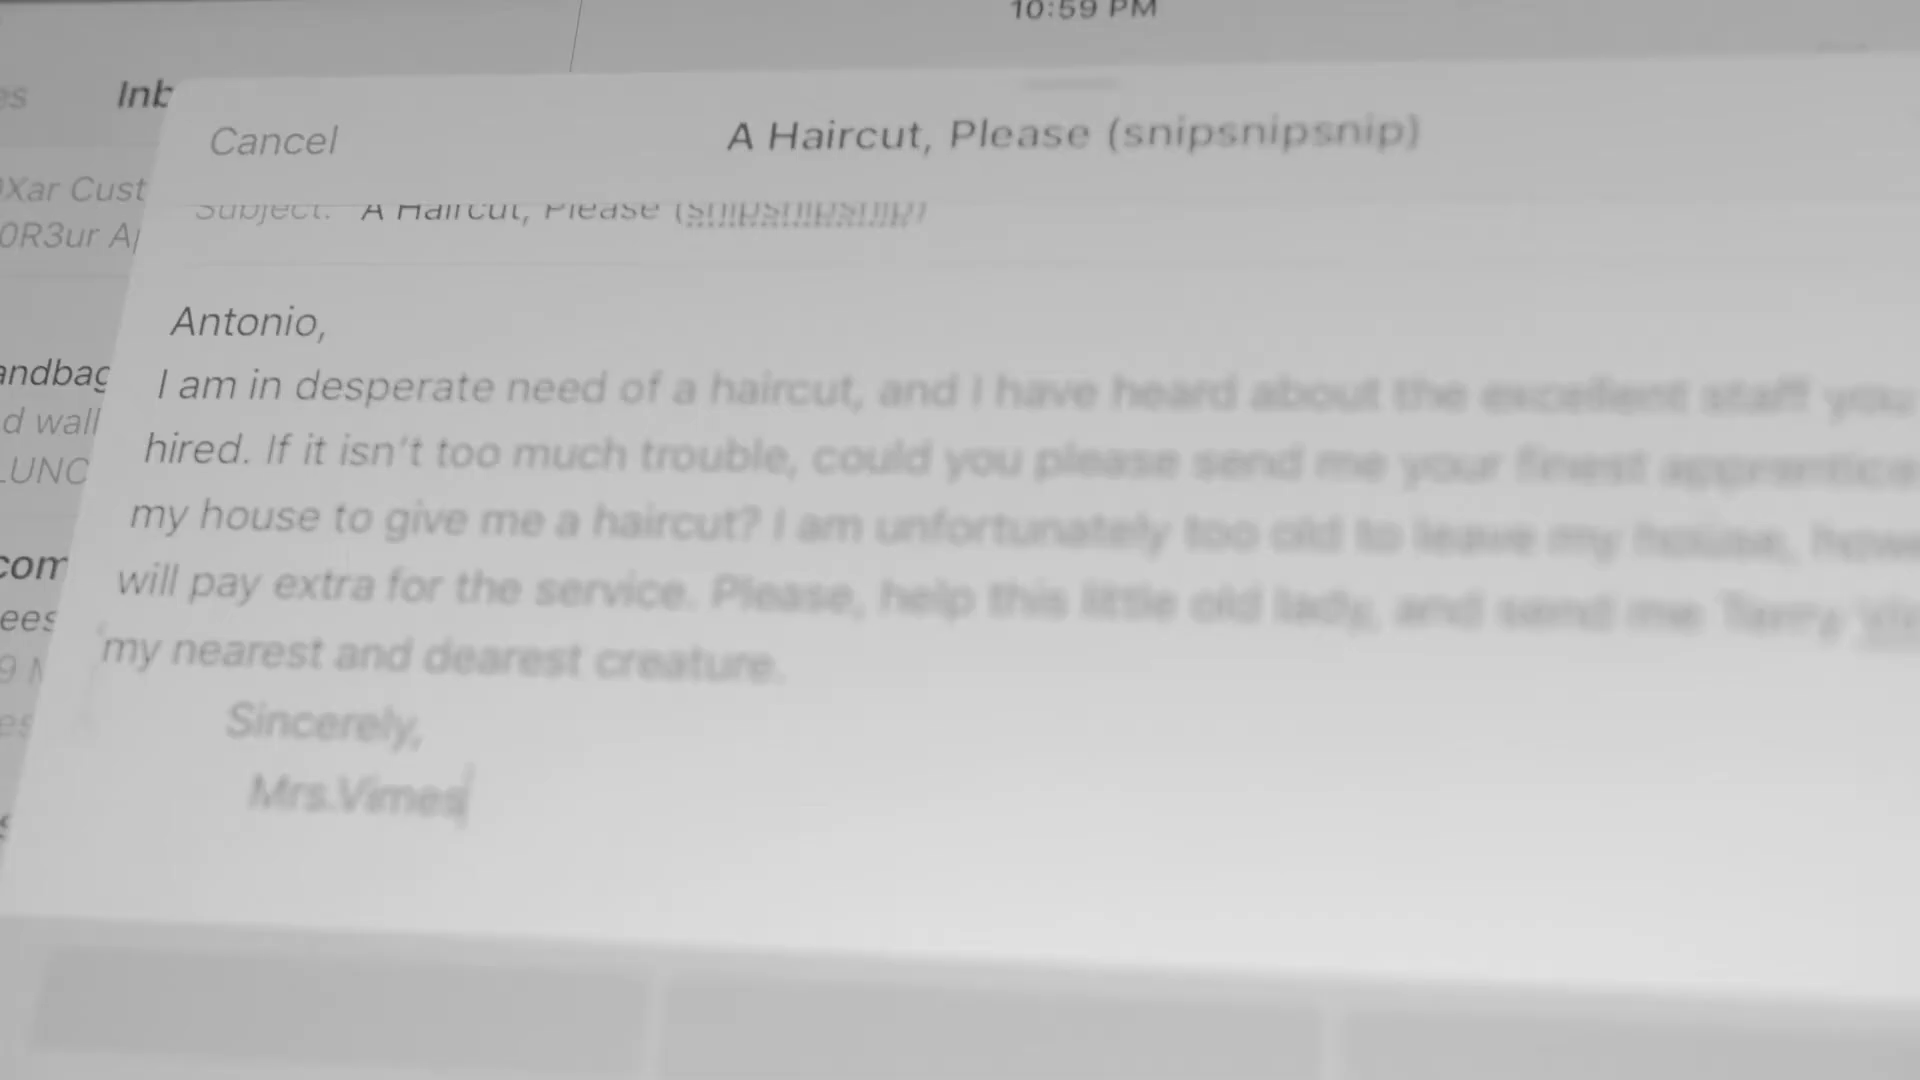 10:59 PM
Inb
Cancel
A Haircut, Please (snipsnipsnip)
Xar Cust
Subject: A Haircut, Please (snipsnipsnip)
0R3ur A
Antonio,
andbag
I am in desperate need of a haircut, and I have heard about the excellent staff you
d wall
hired. If it isn't too much trouble, could you please send me your finest apprentice
LUNC
my house to give me a haircut? I am unfortunately too old to leave my house, howe
com
will pay extra for the service. Please, help this little old lady, and send me Terry
ees
my nearest and dearest creature.
Sincerely,
Mrs.Vimes